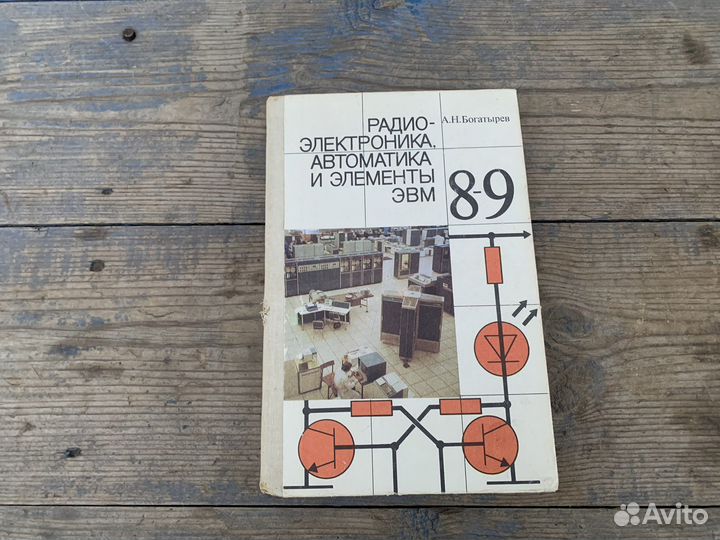 РАДИО-
ЭЛЕКТРОНИКА,
АВТОМАТИКА
И ЭЛЕМЕНТЫ
ЭВМ
А.Н.Богатырев
8-9
Avito